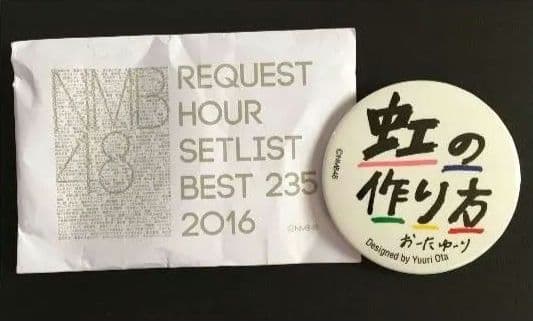 NMB
48
REQUEST
HOUR
SETLIST
BEST 235
2016
©NMB48
©NMB48
虹の
作り方
おーたゆーり
Designed by Yuuri Ota